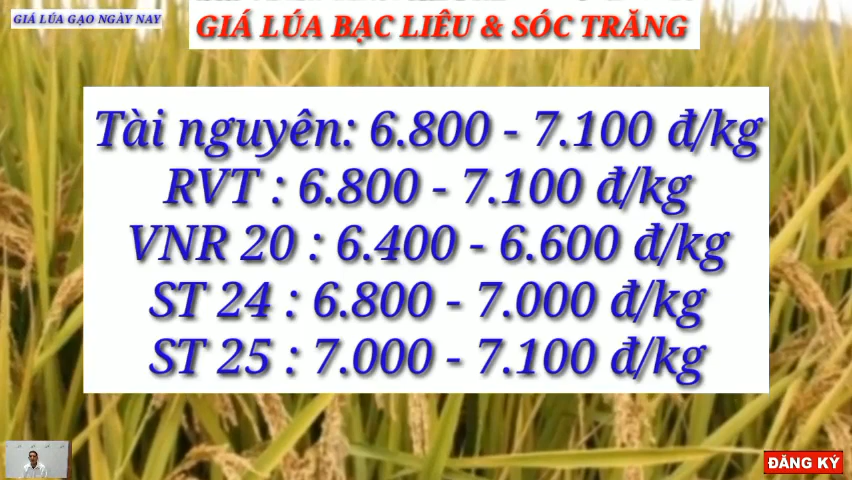 GIÁ LÚA GẠO NGÀY NAY
GIÁ LÚA BẠC LIÊU & SÓC TRĂNG
Tài nguyên: 6.800 - 7.100 đ/kg
RVT : 6.800 - 7.100 đ/kg
VNR 20 : 6.400 - 6.600 đ/kg
ST 24 : 6.800 - 7.000 đ/kg
ST 25 : 7.000 - 7.100 đ/kg
ĐĂNG KÝ